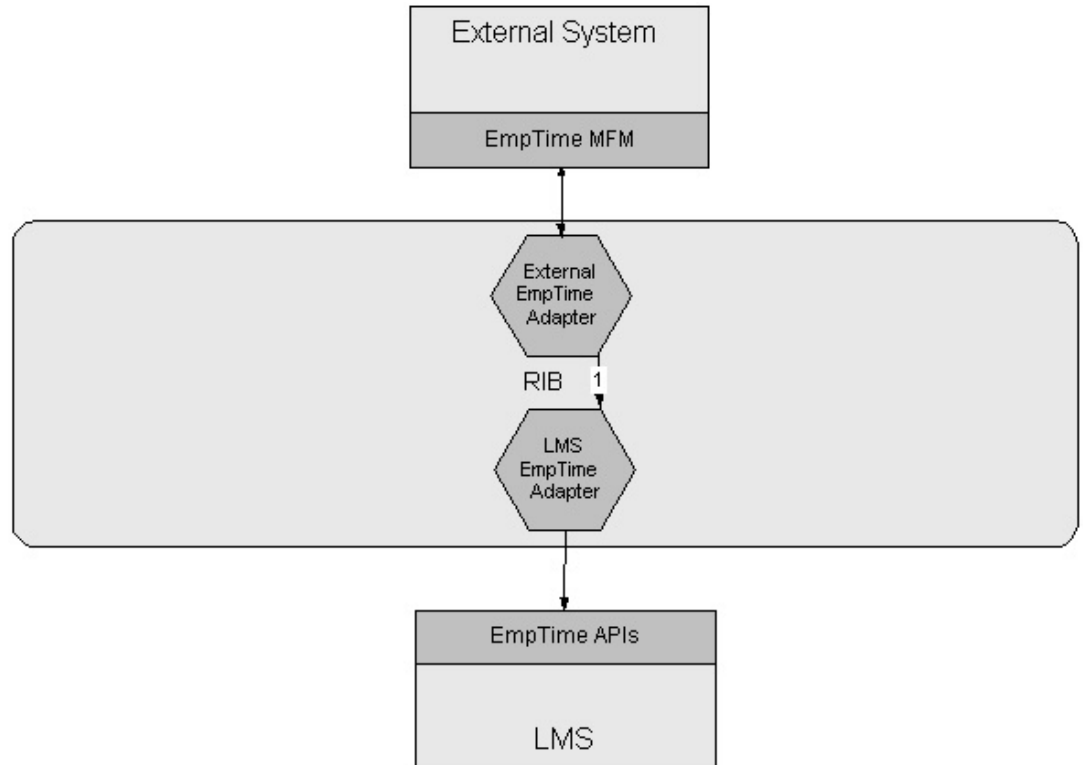 External System
EmpTime MFM
External
EmpTime
Adapter
RIB 1
LMS
EmpTime
Adapter
EmpTime APIs
LMS